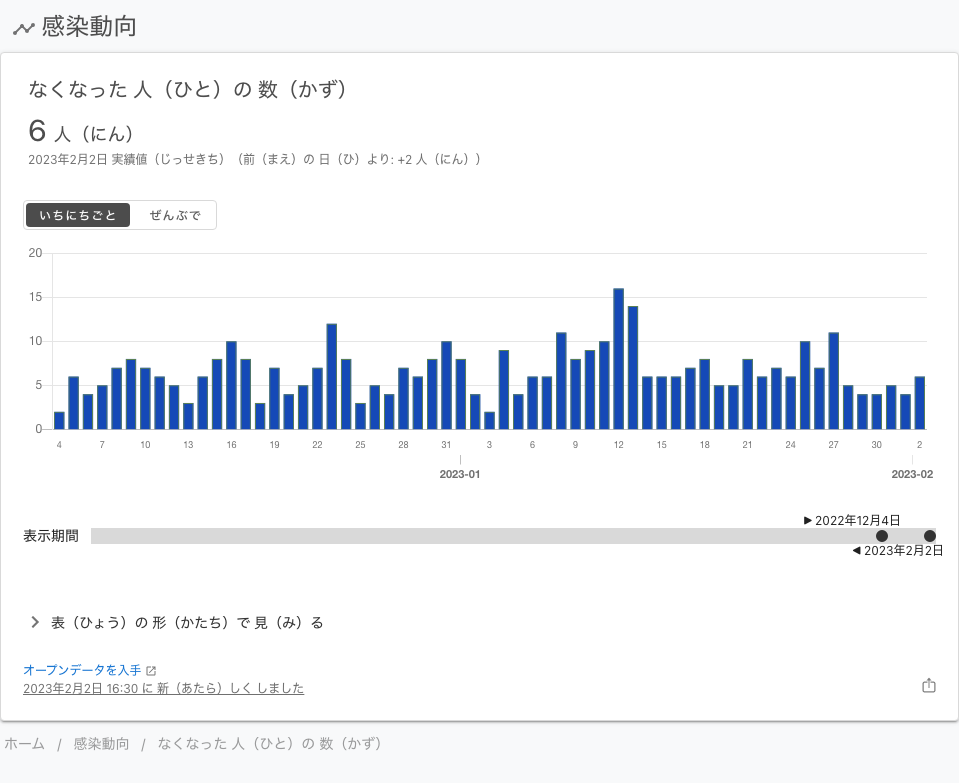 感染動向
なくなった 人（ひと）の 数（かず）
6 人（にん）
2023年2月2日 実績値（じっせきち）（前（まえ）の 日（ひ）より: +2 人（にん））
いちにちごと ぜんぶで
20
15
10
5
0
4 7 10 13 16 19 22 25 28 31 3 6 9 12 15 18 21 24 27 30 2
2023-01 2023-02
▶ 2022年12月4日
表示期間
◀ 2023年2月2日
表（ひょう）の 形（かたち）で 見（み）る
オープンデータを入手
2023年2月2日 16:30 に 新（あたら）しく しました
ホーム / 感染動向 / なくなった 人（ひと）の 数（かず）